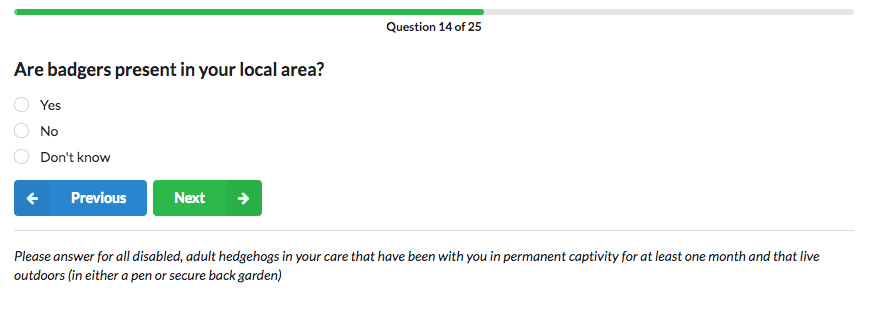 Question 14 of 25
Are badgers present in your local area?
Yes
No
Don't know
Previous
Next
Please answer for all disabled, adult hedgehogs in your care that have been with you in permanent captivity for at least one month and that live
outdoors (in either a pen or secure back garden)